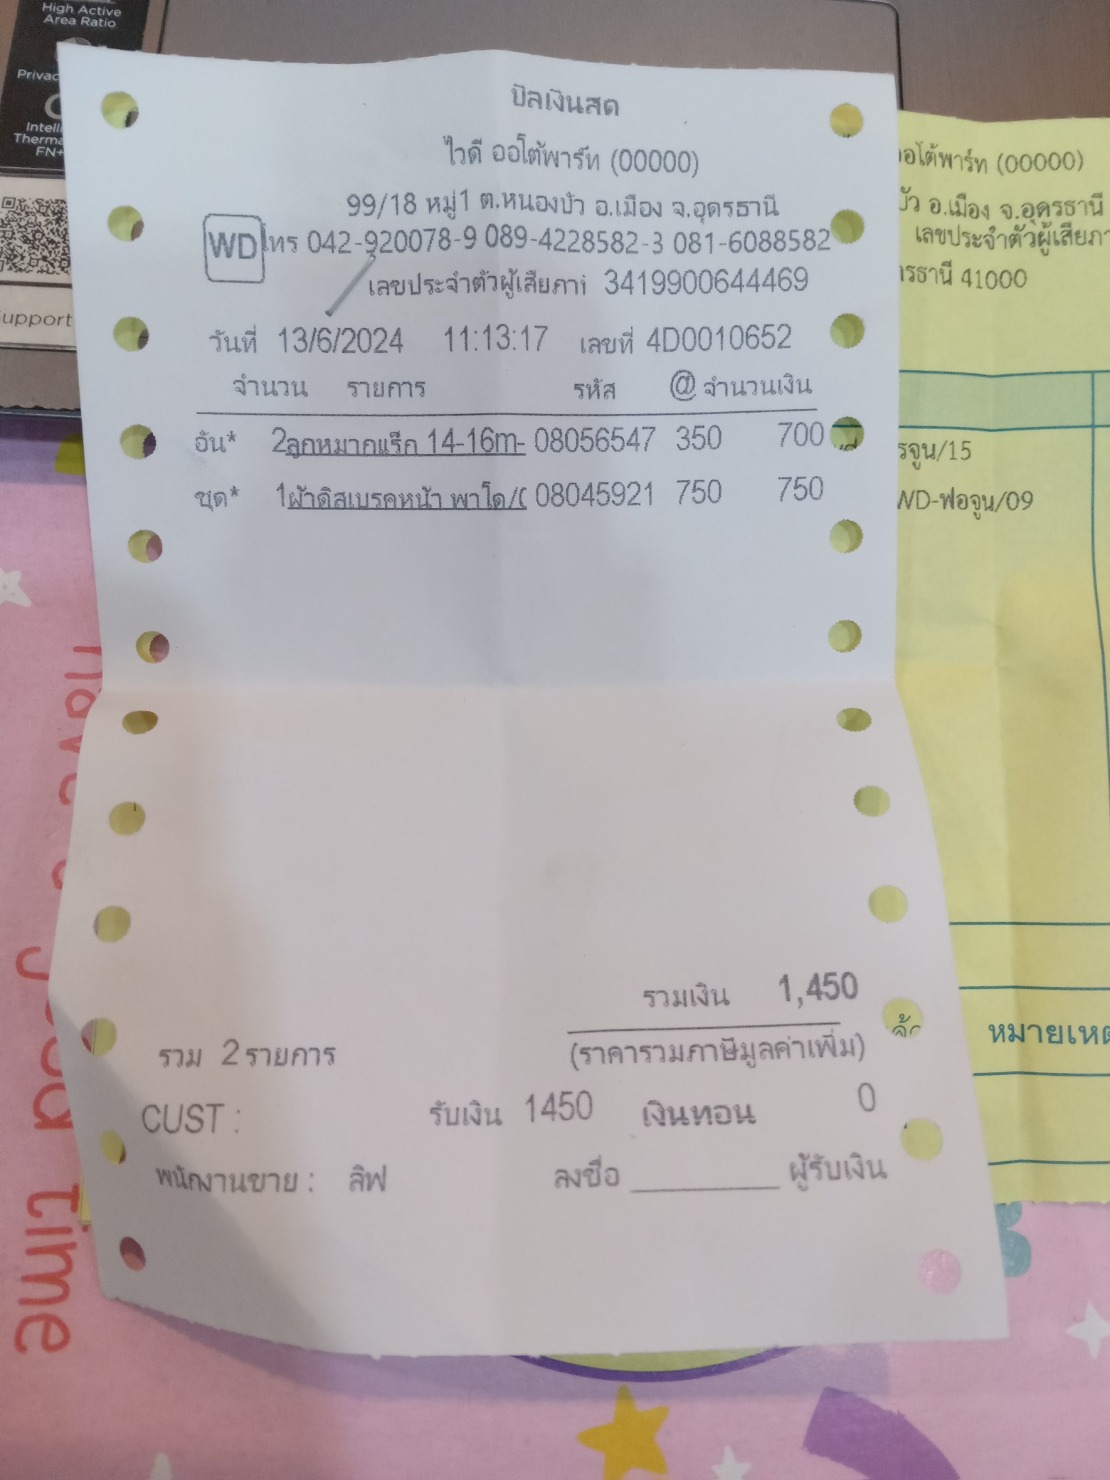 High Active
Area Ratio
Privac
Intelli
Therma
FN+
upport
บิลเงินสด
ไวดี ออโต้พาร์ท (00000)
99/18 หมู่1 ต.หนองบัว อ.เมือง จ.อุดรธานี
WD โทร 042-920078-9 089-4228582-3 081-6088582
เลขประจำตัวผู้เสียภาษี 3419900644469
วันที่ 13/6/2024 11:13:17 เลขที่ 4D0010652
จำนวน รายการ รหัส @ จำนวนเงิน
อัน* 2ลูกหมากแร็ก 14-16m- 08056547 350 700
ชุด* 1ผ้าดิสเบรคหน้า พาโด/ 08045921 750 750
รวมเงิน 1,450
รวม 2 รายการ (ราคารวมภาษีมูลค่าเพิ่ม)
CUST : รับเงิน 1450 เงินทอน 0
พนักงานขาย : ลิฟ ลงชื่อ ________ ผู้รับเงิน
ออโต้พาร์ท (00000)
บัว อ.เมือง จ.อุดรธานี
เลขประจำตัวผู้เสียภา
ดรธานี 41000
รจูน/15
WD-ฟอจูน/09
หมายเหต
have a good time